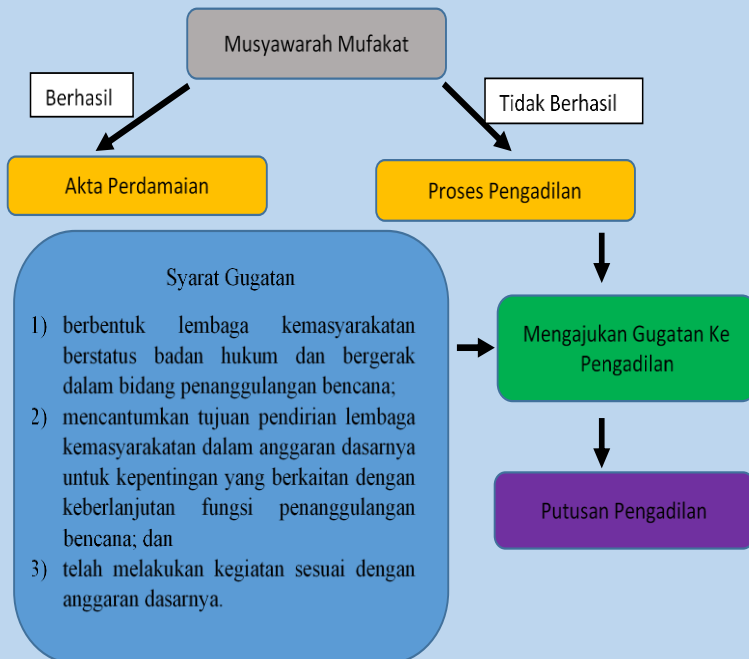 Musyawarah Mufakat
Berhasil
Tidak Berhasil
Akta Perdamaian
Proses Pengadilan
Syarat Gugatan
1) berbentuk lembaga kemasyarakatan
berstatus badan hukum dan bergerak
dalam bidang penanggulangan bencana;
2) mencantumkan tujuan pendirian lembaga
kemasyarakatan dalam anggaran dasarnya
untuk kepentingan yang berkaitan dengan
keberlanjutan fungsi penanggulangan
bencana; dan
3) telah melakukan kegiatan sesuai dengan
anggaran dasarnya.
Mengajukan Gugatan Ke
Pengadilan
Putusan Pengadilan